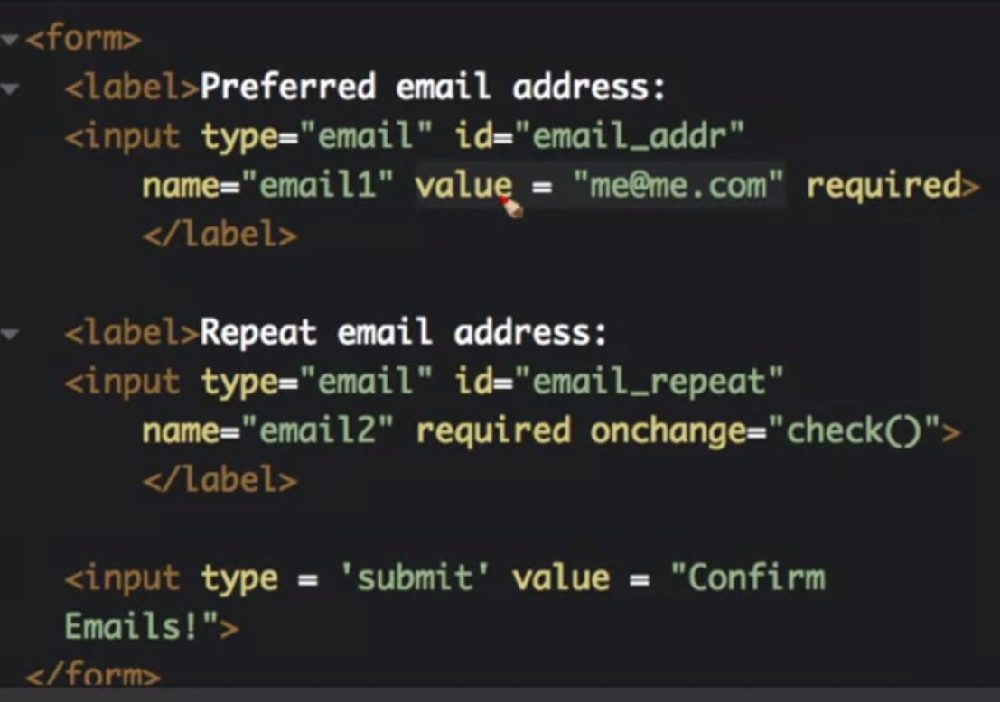 <form>
<label>Preferred email address:
<input type="email" id="email_addr"
name="email1" value = "me@me.com" required>
</label>
<label>Repeat email address:
<input type="email" id="email_repeat"
name="email2" required onchange="check()">
</label>
<input type = 'submit' value = "Confirm
Emails!">
</form>